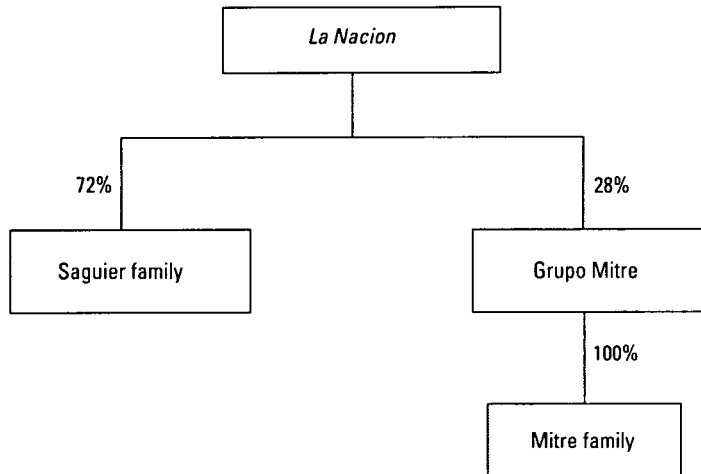 La Nacion
72%
28%
Saguier family
Grupo Mitre
100%
Mitre family